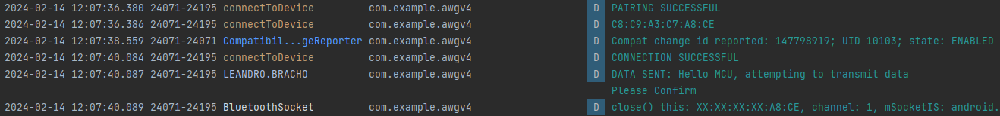 2024-02-14 12:07:36.380 24071-24195 connectToDevice com.example.awgv4 D PAIRING SUCCESSFUL
2024-02-14 12:07:36.386 24071-24195 connectToDevice com.example.awgv4 D C8:C9:A3:C7:A8:CE
2024-02-14 12:07:38.559 24071-24071 Compatibil...geReporter com.example.awgv4 D Compat change id reported: 147798919; UID 10103; state: ENABLED
2024-02-14 12:07:40.084 24071-24195 connectToDevice com.example.awgv4 D CONNECTION SUCCESSFUL
2024-02-14 12:07:40.087 24071-24195 LEANDRO.BRACHO com.example.awgv4 D DATA SENT: Hello MCU, attempting to transmit data
Please Confirm
2024-02-14 12:07:40.089 24071-24195 BluetoothSocket com.example.awgv4 D close() this: XX:XX:XX:XX:A8:CE, channel: 1, mSocketIS: android.